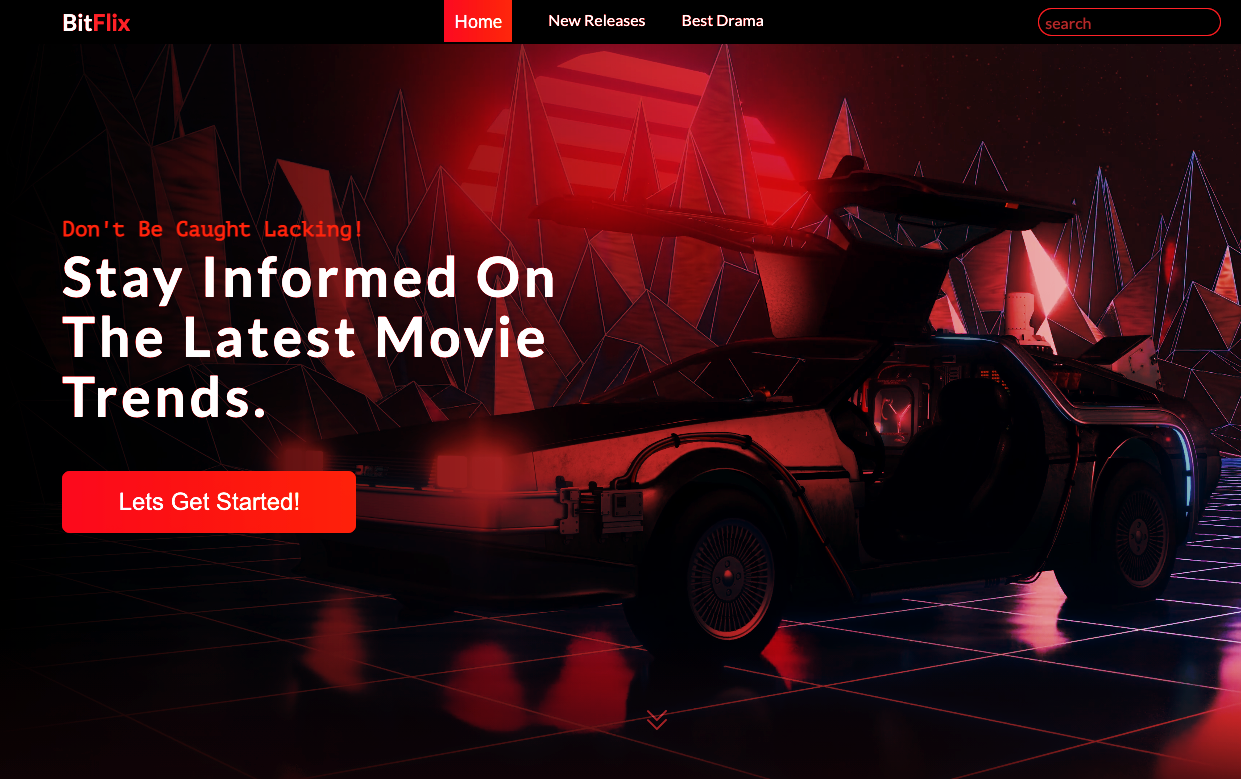 BitFlix
Home
New Releases
Best Drama
search
Don't Be Caught Lacking!
Stay Informed On
The Latest Movie
Trends.
Lets Get Started!